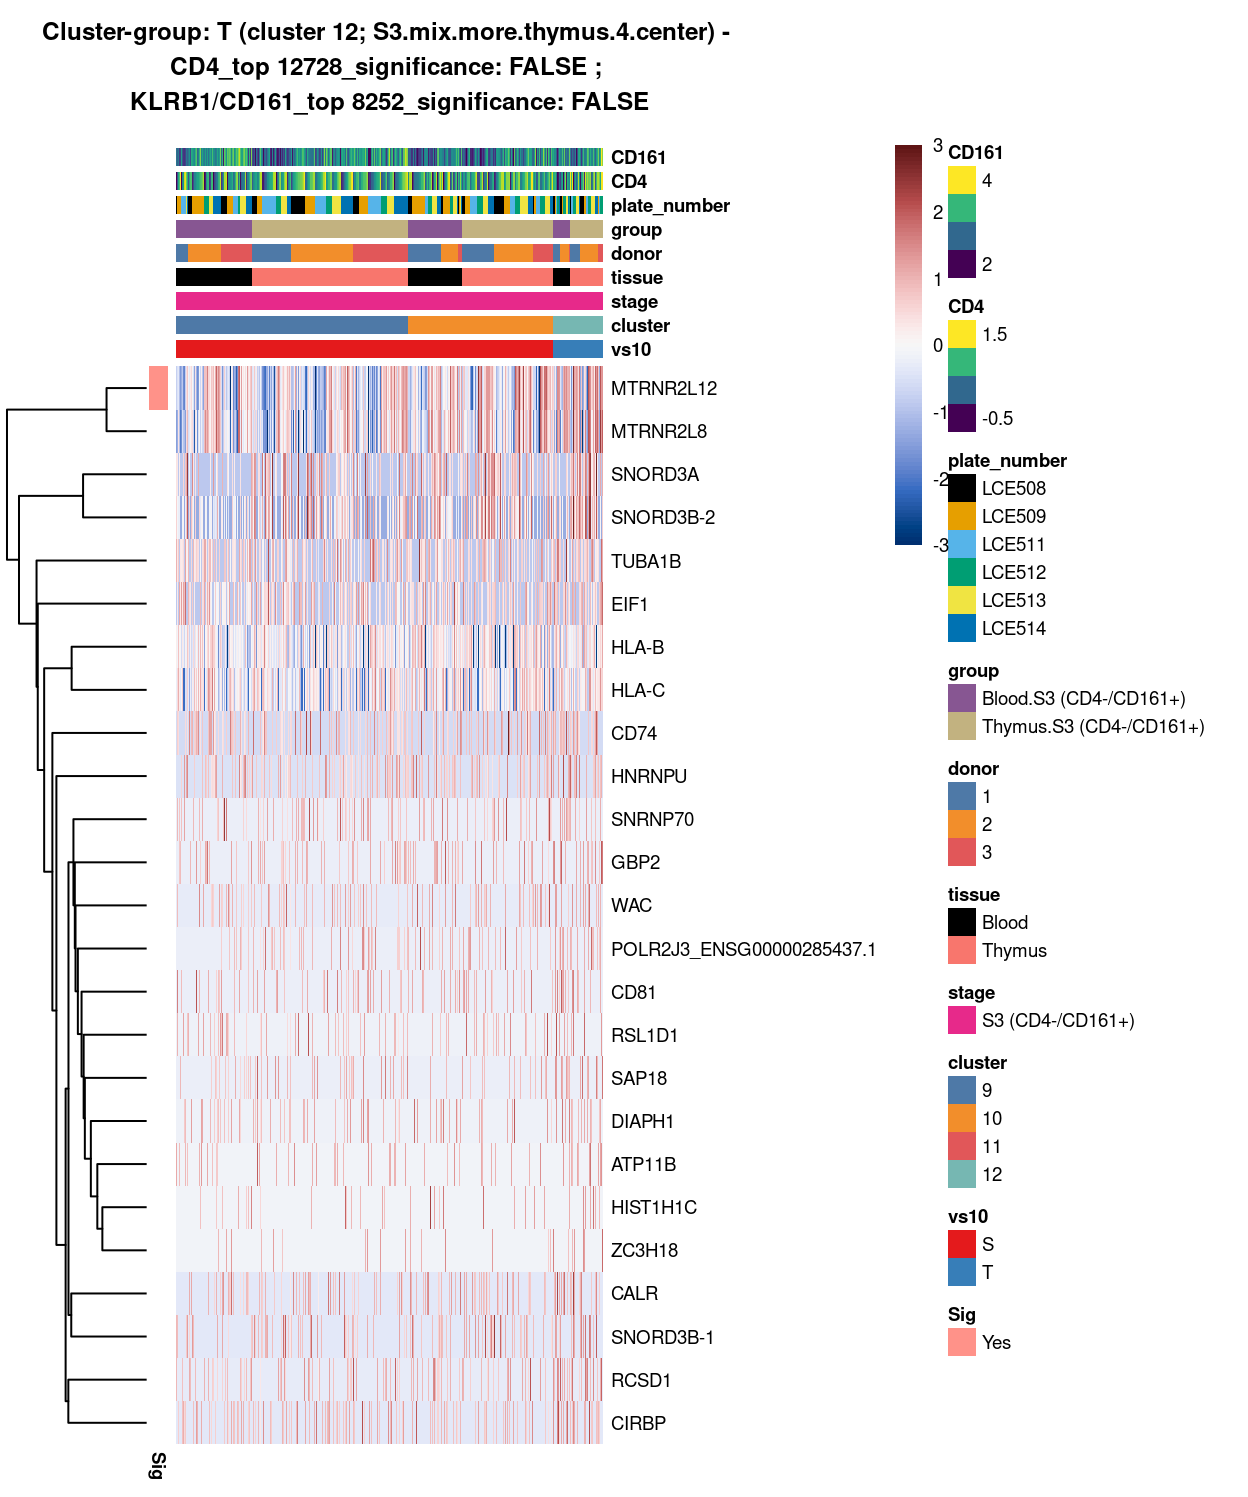 Cluster-group: T (cluster 12; S3.mix.more.thymus.4.center) -
CD4_top 12728_significance: FALSE ;
KLRB1/CD161_top 8252_significance: FALSE
CD161
CD4
plate_number
group
donor
tissue
stage
cluster
vs10
MTRNR2L12
MTRNR2L8
SNORD3A
SNORD3B-2
TUBA1B
EIF1
HLA-B
HLA-C
CD74
HNRNPU
SNRNP70
GBP2
WAC
POLR2J3_ENSG00000285437.1
CD81
RSL1D1
SAP18
DIAPH1
ATP11B
HIST1H1C
ZC3H18
CALR
SNORD3B-1
RCSD1
CIRBP
Sig
3
2
1
0
-1
-2
-3
CD161
4
2
CD4
1.5
-0.5
plate_number
LCE508
LCE509
LCE511
LCE512
LCE513
LCE514
group
Blood.S3 (CD4-/CD161+)
Thymus.S3 (CD4-/CD161+)
donor
1
2
3
tissue
Blood
Thymus
stage
S3 (CD4-/CD161+)
cluster
9
10
11
12
vs10
S
T
Sig
Yes